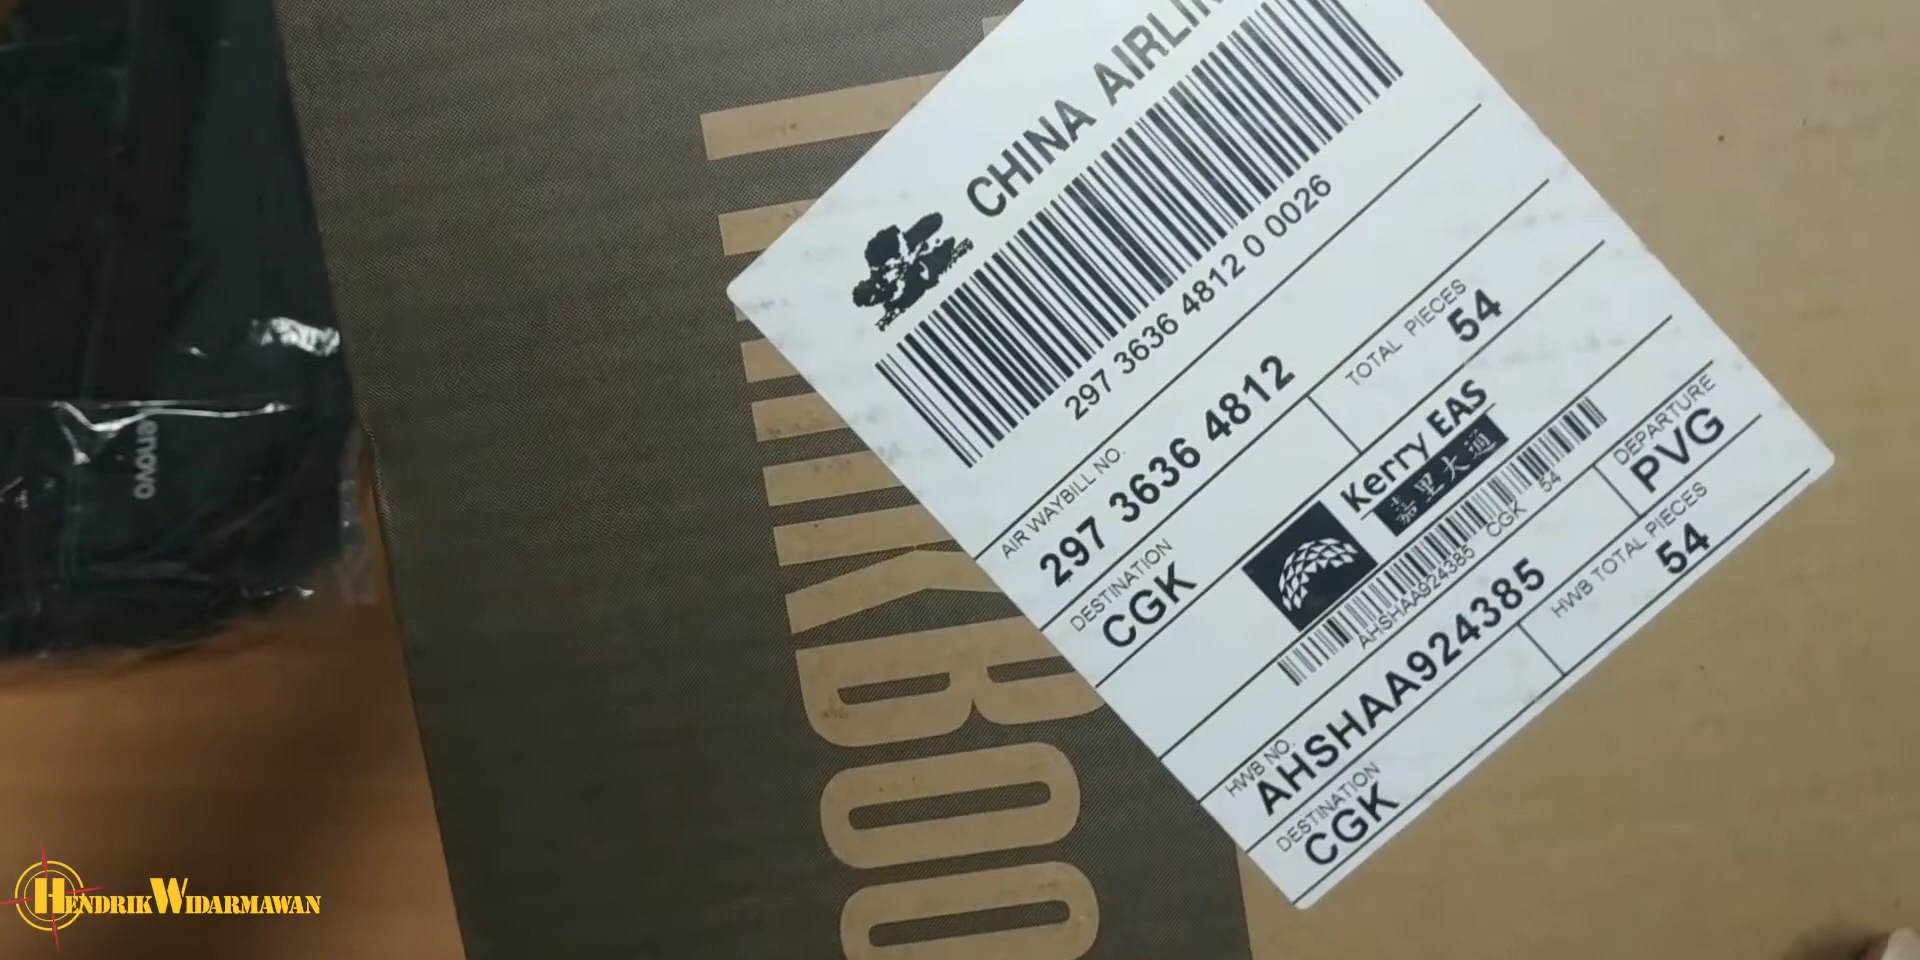 CHINA AIRLIN
297 3636 4812 0 0026
AIR WAYBILL NO.
297 3636 4812
TOTAL PIECES
54
DESTINATION
CGK
Kerry EAS
嘉里大通
AHSHAA924385 CGK 54
DEPARTURE
PVG
HWB NO.
AHSHAA924385
HWB TOTAL PIECES
54
DESTINATION
CGK
INKBOO
enovo
HENDRIKWIDARMAWAN